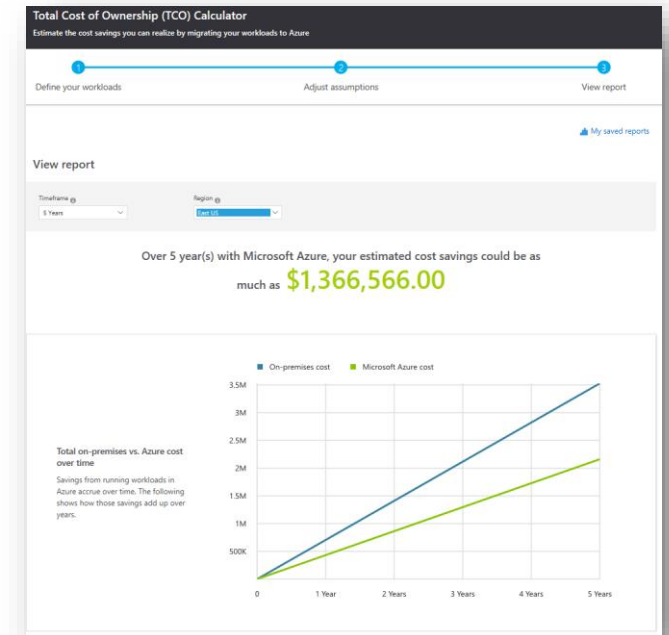 Total Cost of Ownership (TCO) Calculator
Estimate the cost savings you can realize by migrating your workloads to Azure
1
2
3
Define your workloads
Adjust assumptions
View report
My saved reports
View report
Timeframe
Region
5 Years
East US
Over 5 year(s) with Microsoft Azure, your estimated cost savings could be as
much as $1,366,566.00
On-premises cost
Microsoft Azure cost
Total on-premises vs. Azure cost
over time
Savings from running workloads in
Azure accrue over time. The following
shows how those savings add up over
years.
3.5M
3M
2.5M
2M
1.5M
1M
500K
0
1 Year
2 Years
3 Years
4 Years
5 Years